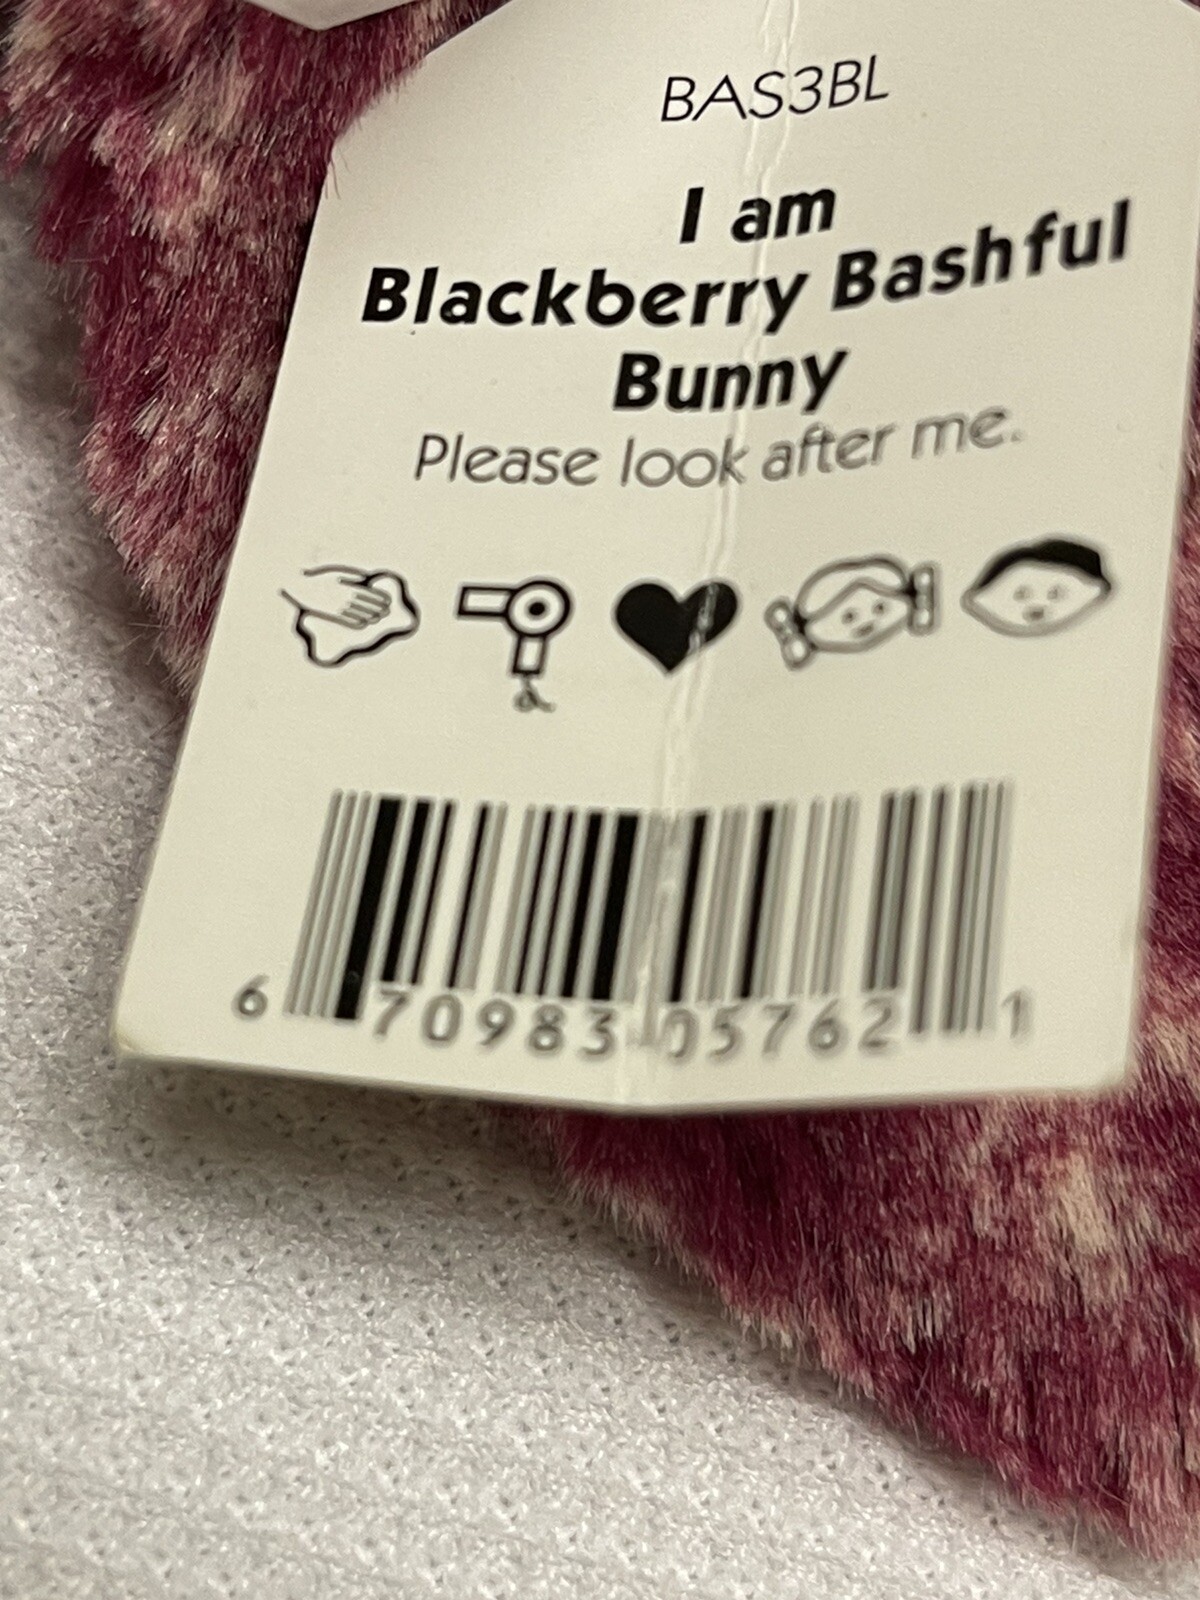 BAS3BL
I am
Blackberry Bashful
Bunny
Please look after me.
6 70983 05762 1